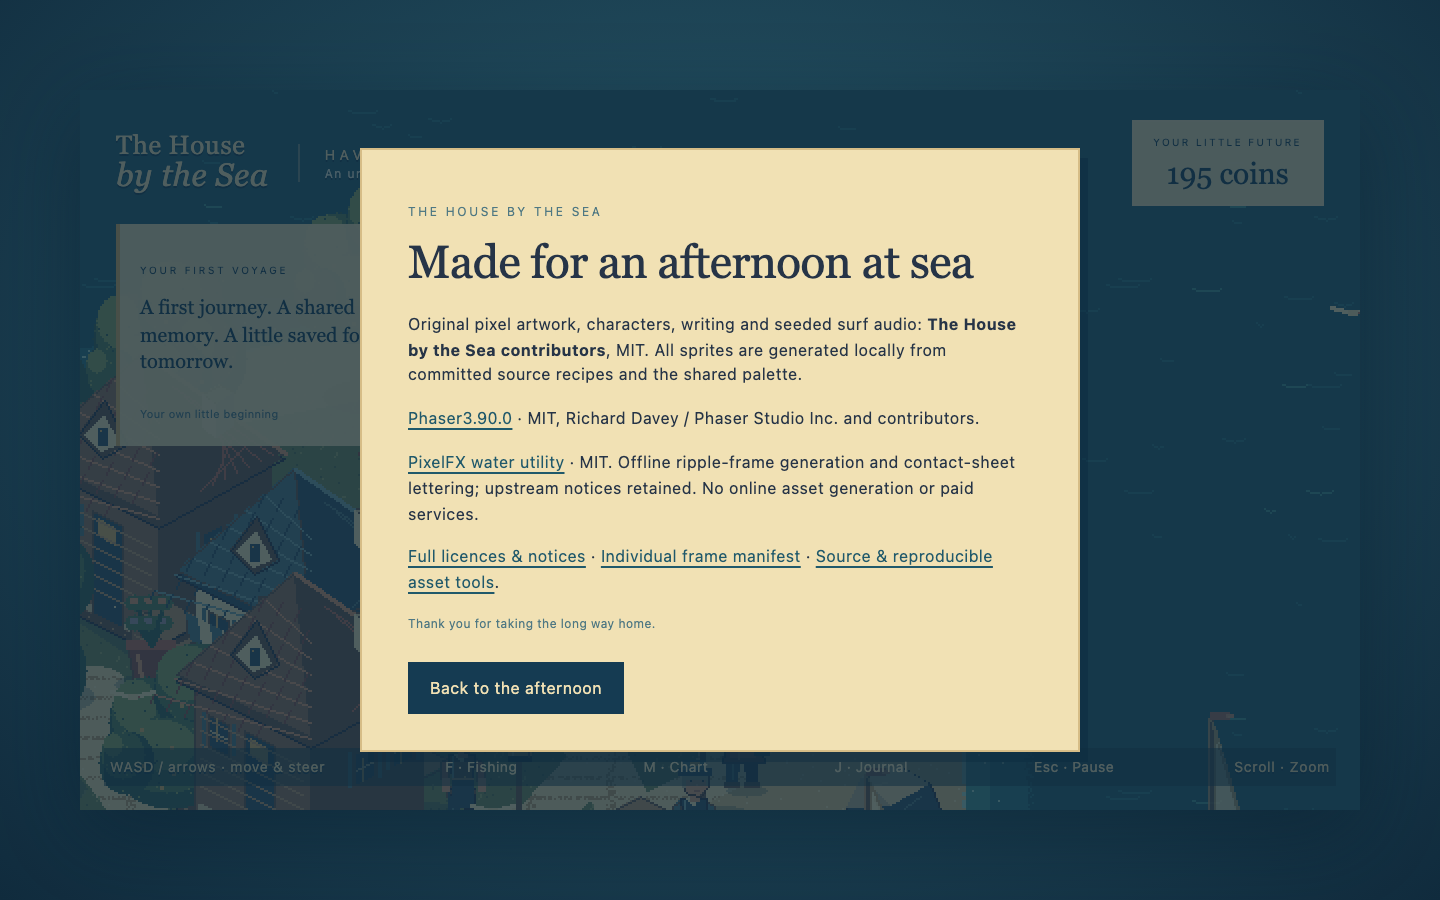 The House
by the Sea
HAV
An ur
YOUR LITTLE FUTURE
195 coins
YOUR FIRST VOYAGE
A first journey. A shared
memory. A little saved fo
tomorrow.
Your own little beginning
THE HOUSE BY THE SEA
Made for an afternoon at sea
Original pixel artwork, characters, writing and seeded surf audio: The House
by the Sea contributors, MIT. All sprites are generated locally from
committed source recipes and the shared palette.
Phaser3.90.0 · MIT, Richard Davey / Phaser Studio Inc. and contributors.
PixelFX water utility · MIT. Offline ripple-frame generation and contact-sheet
lettering; upstream notices retained. No online asset generation or paid
services.
Full licences & notices · Individual frame manifest · Source & reproducible
asset tools.
Thank you for taking the long way home.
Back to the afternoon
WASD / arrows · move & steer
F · Fishing
M · Chart
J · Journal
Esc · Pause
Scroll · Zoom